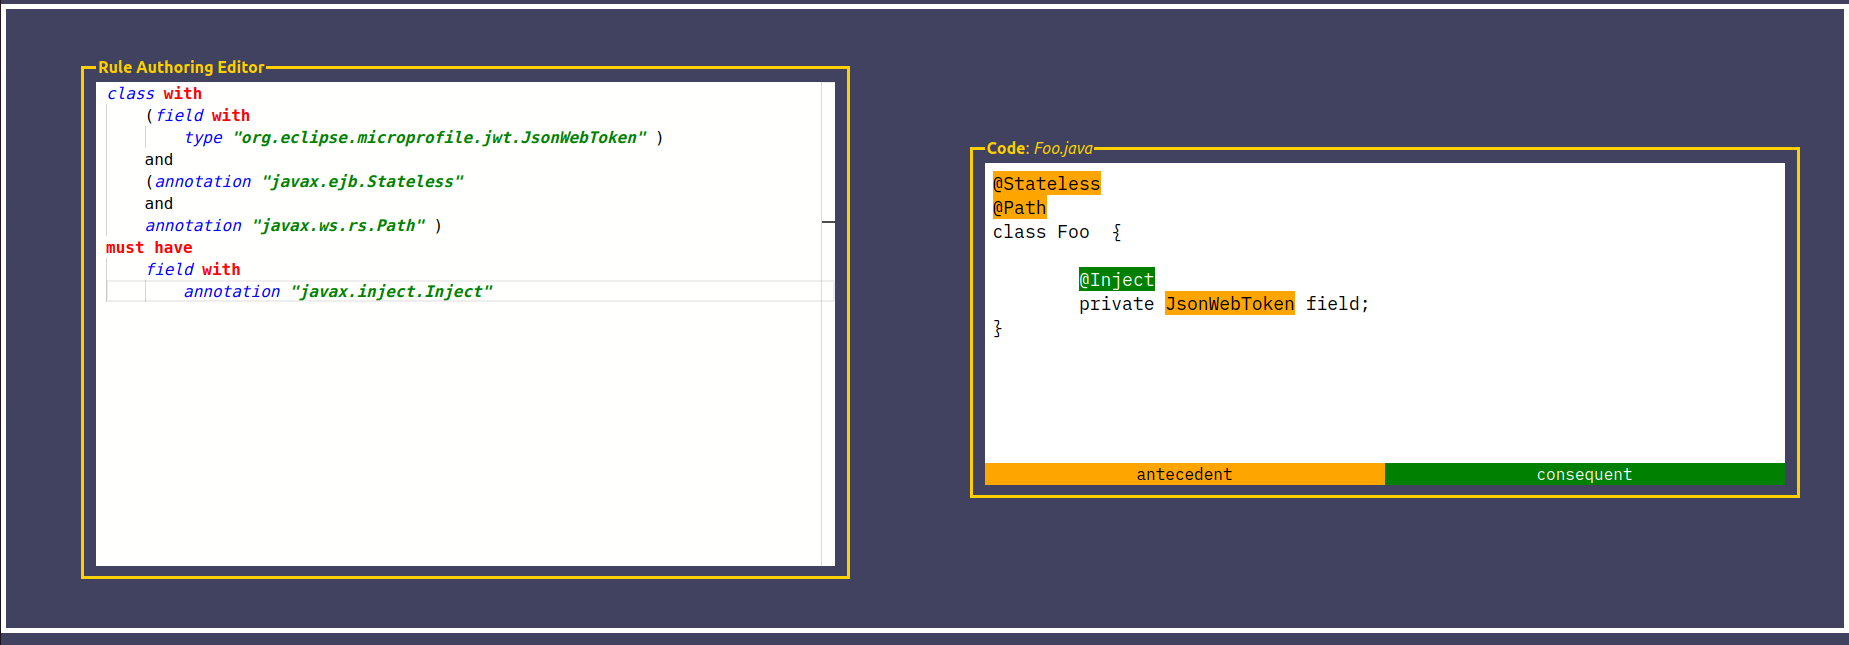 Rule Authoring Editor
class with
(field with
type "org.eclipse.microprofile.jwt.JsonWebToken" )
and
(annotation "javax.ejb.Stateless"
and
annotation "javax.ws.rs.Path" )
must have
field with
annotation "javax.inject.Inject"
Code: Foo.java
@Stateless
@Path
class Foo {
@Inject
private JsonWebToken field;
}
antecedent
consequent